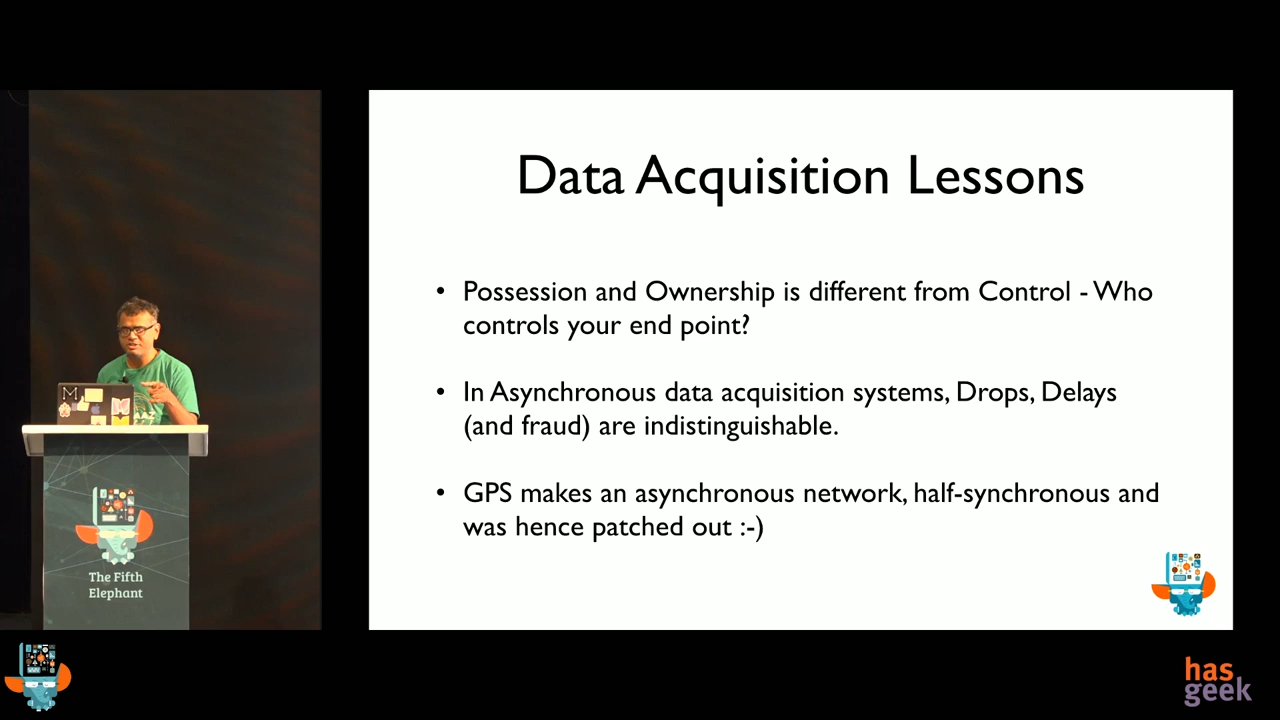 Data Acquisition Lessons
• Possession and Ownership is different from Control - Who
controls your end point?
• In Asynchronous data acquisition systems, Drops, Delays
(and fraud) are indistinguishable.
• GPS makes an asynchronous network, half-synchronous and
was hence patched out :-)
The Fifth
Elephant
has
geek